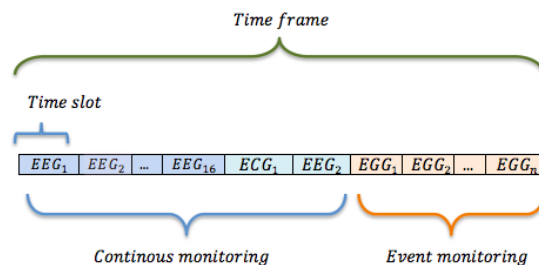 Time frame
Time slot
EEG₁ EEG₂ ... EEG₁₆ ECG₁ EEG₂ EGG₁ EGG₂ ... EGGₙ
Continous monitoring Event monitoring